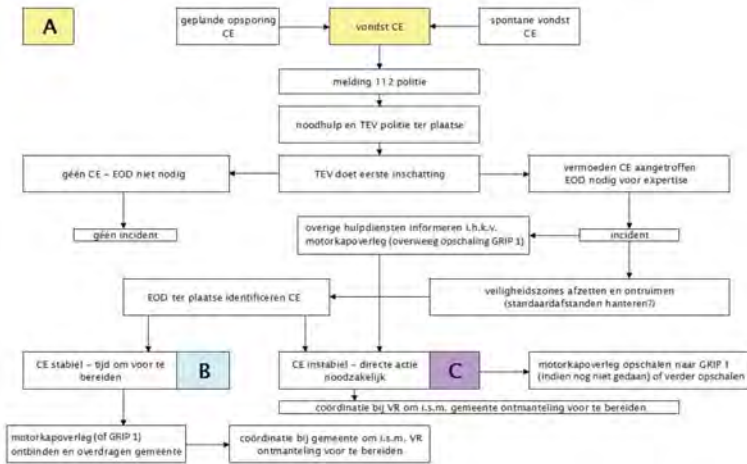 A
geplande opsporing
CE
vondst CE
spontane vondst
CE
melding 112 politie
noodhulp en TEV politie ter plaatse
géén CE – EOD niet nodig
TEV doet eerste inschatting
vermoeden CE aangetroffen
EOD nodig voor expertise
géén incident
overige hulpdiensten informeren i.h.k.v.
motorkapoverleg (overweeg opschaling GRIP 1)
incident
EOD ter plaatse identificeren CE
veiligheidszones afzetten en ontruimen
(standaardafstanden hanteren?)
CE stabiel – tijd om voor te
bereiden
B
CE instabiel – directe actie
noodzakelijk
C
motorkapoverleg opschalen naar GRIP 1
(indien nog niet gedaan) of verder opschalen
coördinatie bij VR om i.s.m. gemeente ontmanteling voor te bereiden
motorkapoverleg (of GRIP 1)
ontbinden en overdragen gemeente
coördinatie bij gemeente om i.s.m. VR
ontmanteling voor te bereiden